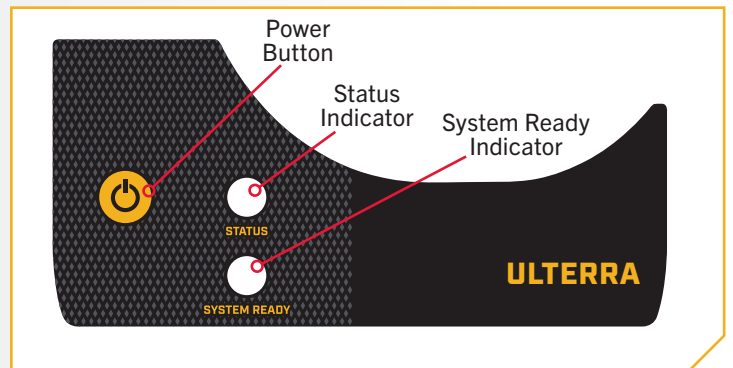 Power
Button
Status
Indicator
System Ready
Indicator
STATUS
ULTERRA
SYSTEM READY